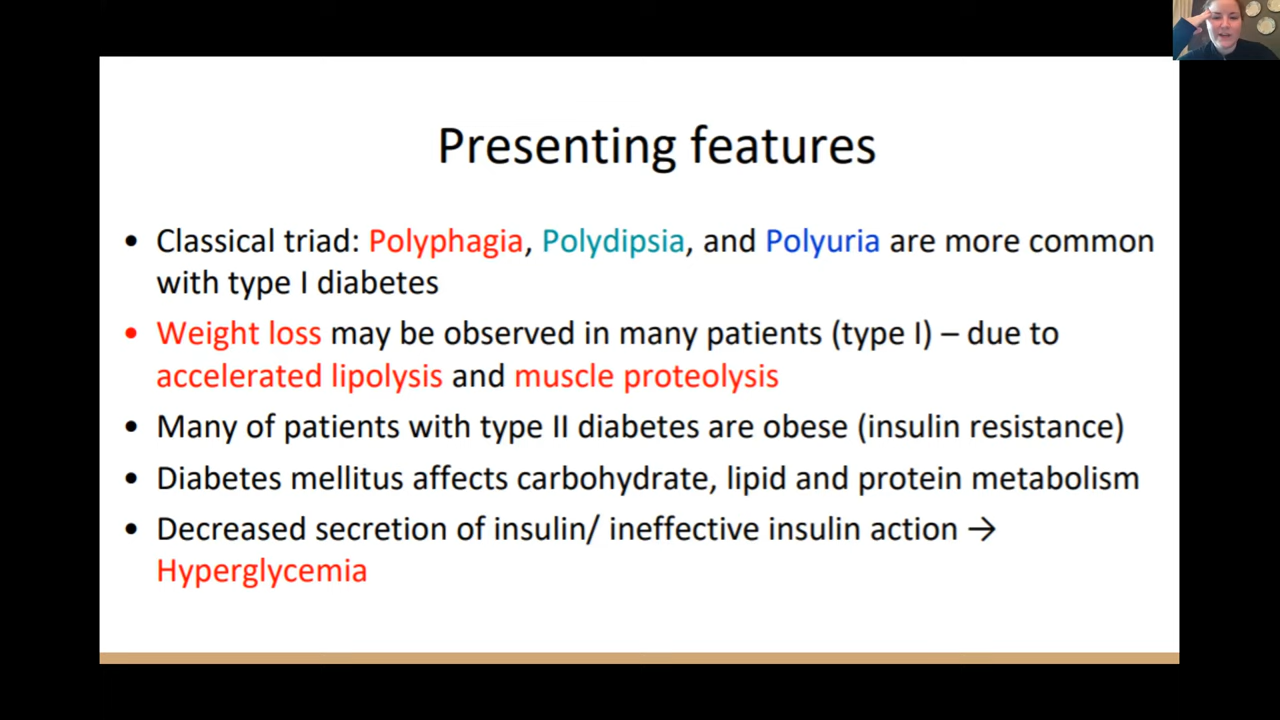 Presenting features
• Classical triad: Polyphagia, Polydipsia, and Polyuria are more common
with type I diabetes
• Weight loss may be observed in many patients (type I) – due to
accelerated lipolysis and muscle proteolysis
• Many of patients with type II diabetes are obese (insulin resistance)
• Diabetes mellitus affects carbohydrate, lipid and protein metabolism
• Decreased secretion of insulin/ ineffective insulin action →
Hyperglycemia